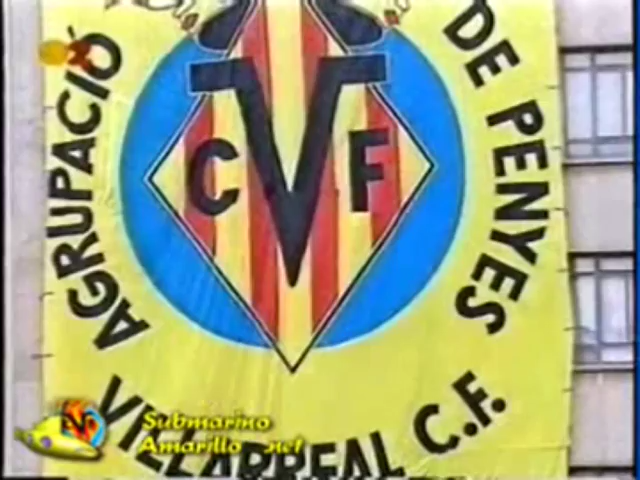 AGRUPACIÓ
DE PENYES
CVF
VILLARREAL C.F.
Submarino
Amarillo .net